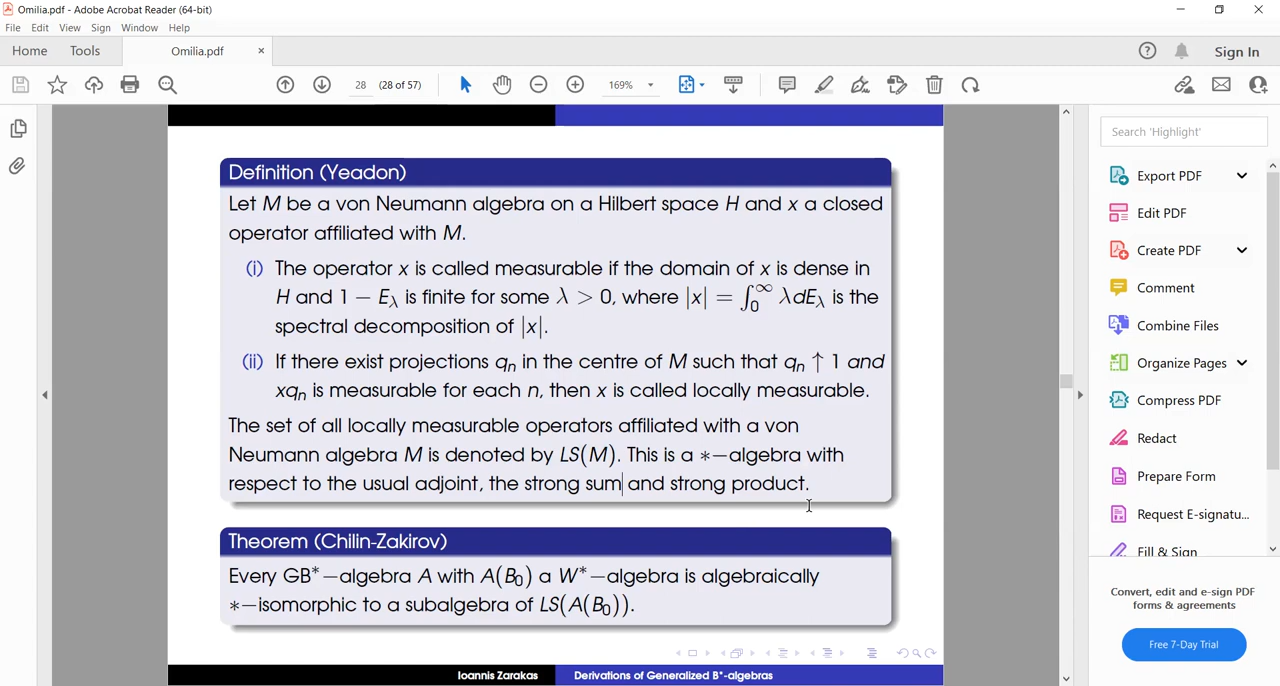 Omilia.pdf - Adobe Acrobat Reader (64-bit)
File Edit View Sign Window Help
Home Tools Omilia.pdf × Sign In
28 (28 of 57) 169%
Definition (Yeadon)
Let M be a von Neumann algebra on a Hilbert space H and x a closed
operator affiliated with M.
(i) The operator x is called measurable if the domain of x is dense in
H and 1 − E_λ is finite for some λ > 0, where |x| = ∫₀^∞ λdE_λ is the
spectral decomposition of |x|.
(ii) If there exist projections qₙ in the centre of M such that qₙ ↑ 1 and
xqₙ is measurable for each n, then x is called locally measurable.
The set of all locally measurable operators affiliated with a von
Neumann algebra M is denoted by LS(M). This is a ∗−algebra with
respect to the usual adjoint, the strong sum and strong product.
Theorem (Chilin-Zakirov)
Every GB*−algebra A with A(B₀) a W*−algebra is algebraically
∗−isomorphic to a subalgebra of LS(A(B₀)).
Ioannis Zarakas Derivations of Generalized B*-algebras
Search 'Highlight'
Export PDF
Edit PDF
Create PDF
Comment
Combine Files
Organize Pages
Compress PDF
Redact
Prepare Form
Request E-signatu...
Fill & Sign
Convert, edit and e-sign PDF
forms & agreements
Free 7-Day Trial